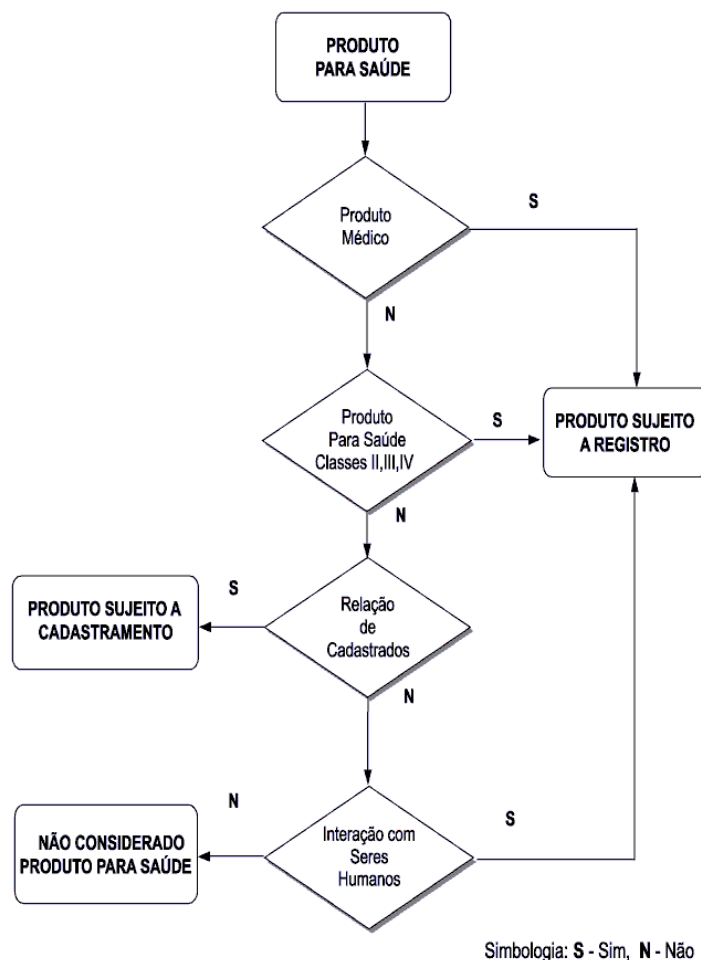 PRODUTO
PARA SAÚDE
Produto
Médico
S
N
Produto
Para Saúde
Classes II,III,IV
S
PRODUTO SUJEITO
A REGISTRO
N
PRODUTO SUJEITO A
CADASTRAMENTO
S
Relação
de
Cadastrados
N
NÃO CONSIDERADO
PRODUTO PARA SAÚDE
N
Interação com
Seres
Humanos
S
Simbologia: S - Sim, N - Não